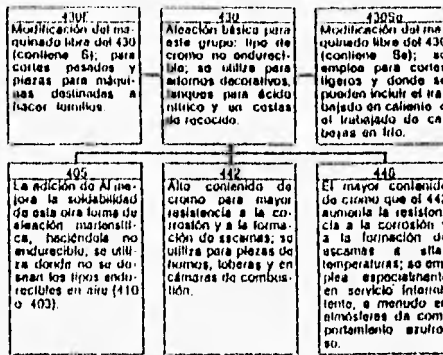 430F
Modificación del ma-
quinado libre del 430
(contiene S); para
cortes pesados y
piezas para máqui-
nas destinadas a
hacer tornillos.
430
Aleación básica para
este grupo: tipo de
cromo no endureci-
ble; se utiliza para
adornos decorativos,
tanques para ácido
nítrico y en costas
de recocido.
430Se
Modificación del ma-
quinado libre del 430
(contiene Se); se
emplea para cortes
ligeros y donde se
pueden incluir el tra-
bajado en caliente o
el trabajado de ca-
bezas en frío.
405
La adición de Al me-
jora la soldabilidad
de esta otra forma de
aleación martensíti-
ca, haciéndola no
endurecible, se utili-
za donde no se de-
sean los tipos endu-
recibles en aire (410
o 403).
442
Alto contenido de
cromo para mayor
resistencia a la co-
rrosión y a la forma-
ción de escamas; se
utiliza para piezas de
hornos, toberas y en
cámaras de combus-
tión.
446
El mayor contenido
de cromo que el 442
aumenta la resisten-
cia a la corrosión y
a la formación de
escamas a altas
temperaturas; se em-
plea especialmente
en servicio intermi-
tente, a menudo en
atmósferas de com-
portamiento azufro-
so.